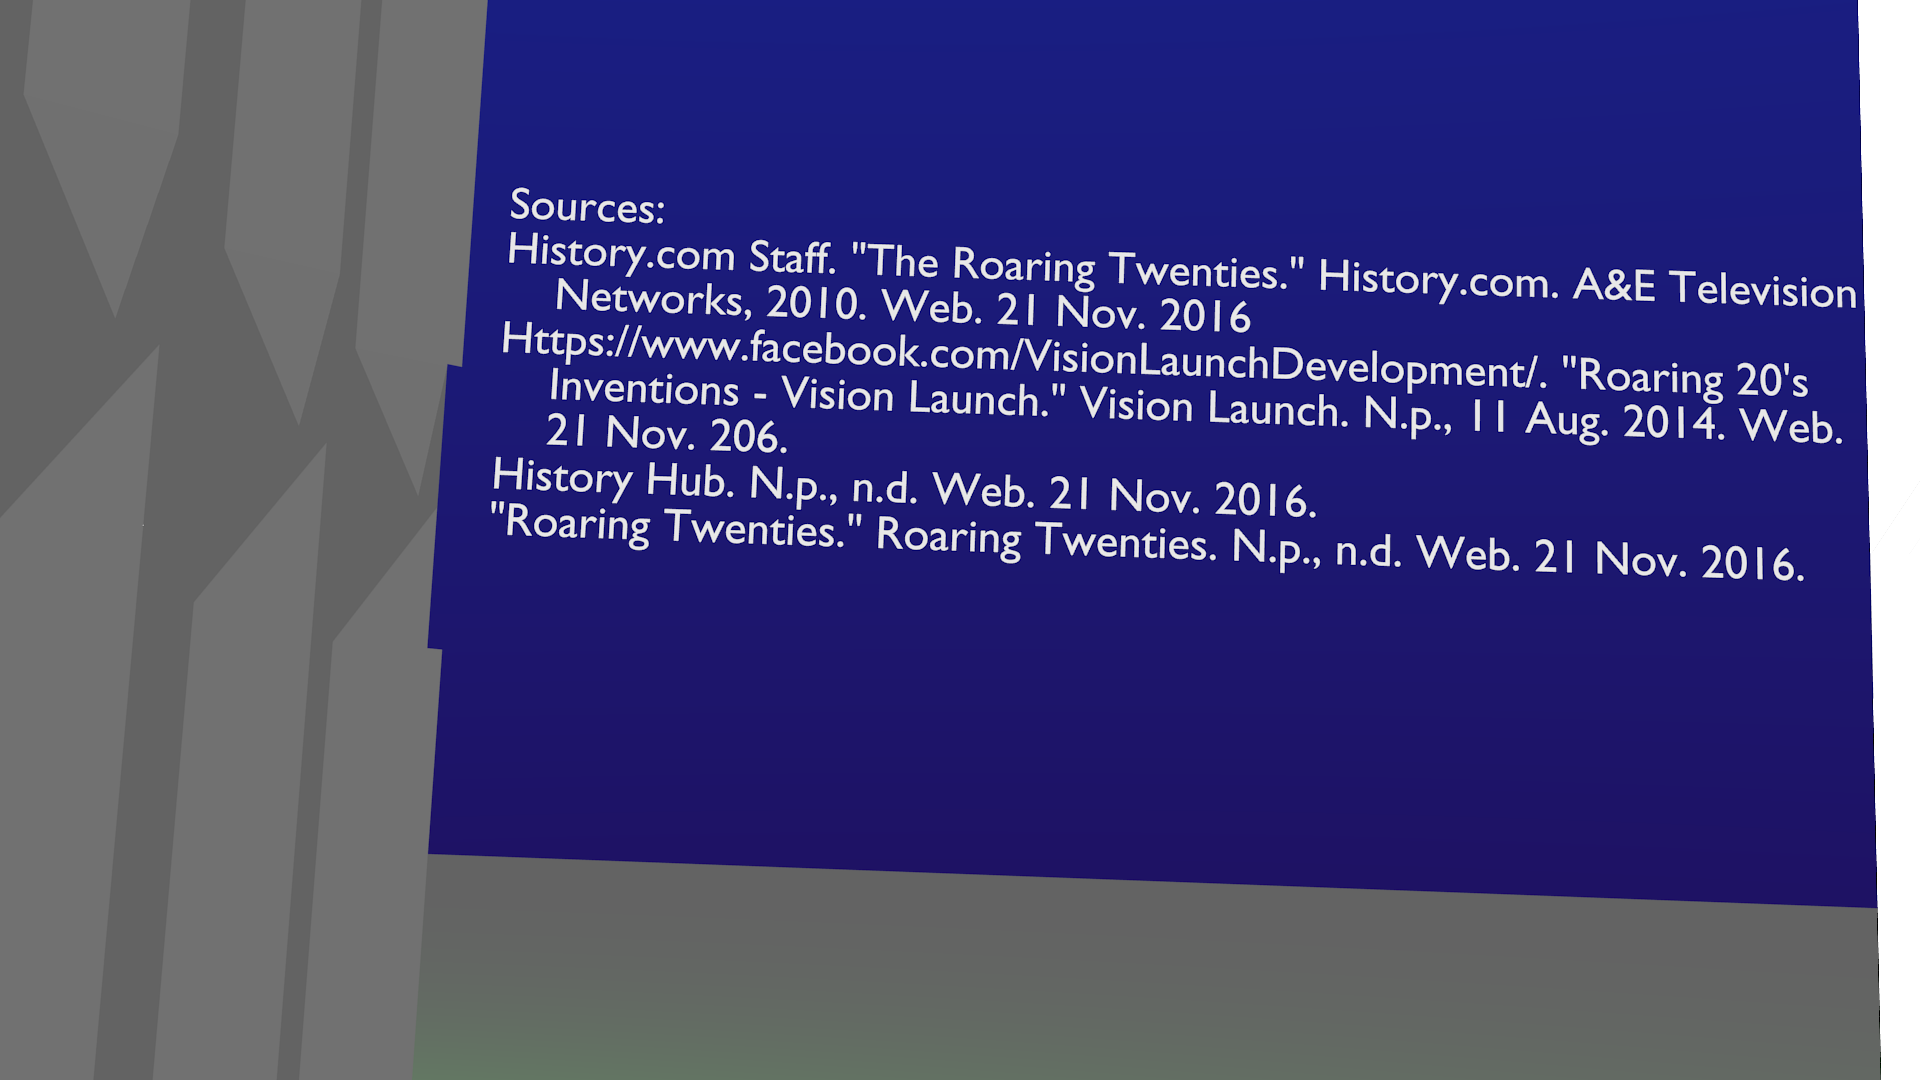 Sources:
History.com Staff. "The Roaring Twenties." History.com. A&E Television
Networks, 2010. Web. 21 Nov. 2016
Https://www.facebook.com/VisionLaunchDevelopment/. "Roaring 20's
Inventions - Vision Launch." Vision Launch. N.p., 11 Aug. 2014. Web.
21 Nov. 206.
History Hub. N.p., n.d. Web. 21 Nov. 2016.
"Roaring Twenties." Roaring Twenties. N.p., n.d. Web. 21 Nov. 2016.